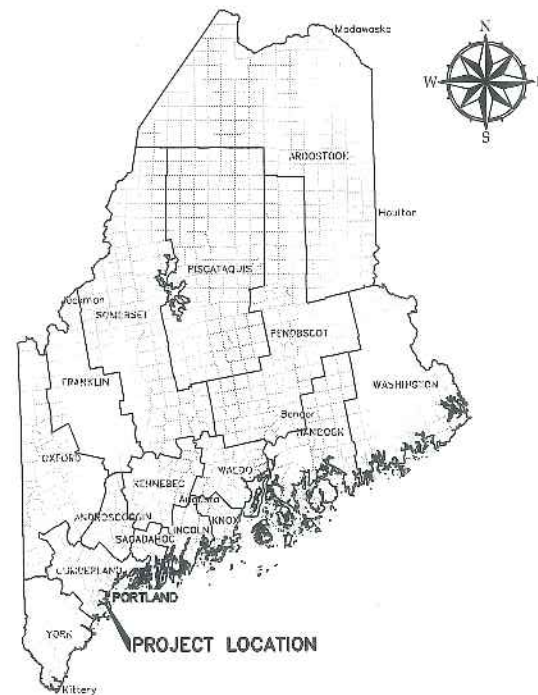 Madawaska
N
W
S
AROOSTOOK
Houlton
PISCATAQUIS
Jackman
SOMERSET
PENOBSCOT
FRANKLIN
WASHINGTON
Bangor
HANCOCK
OXFORD
WALDO
KENNEBEC
Augusta
KNOX
ANDROSCOGGIN
LINCOLN
SAGADAHOC
CUMBERLAND
PORTLAND
YORK
PROJECT LOCATION
Kittery